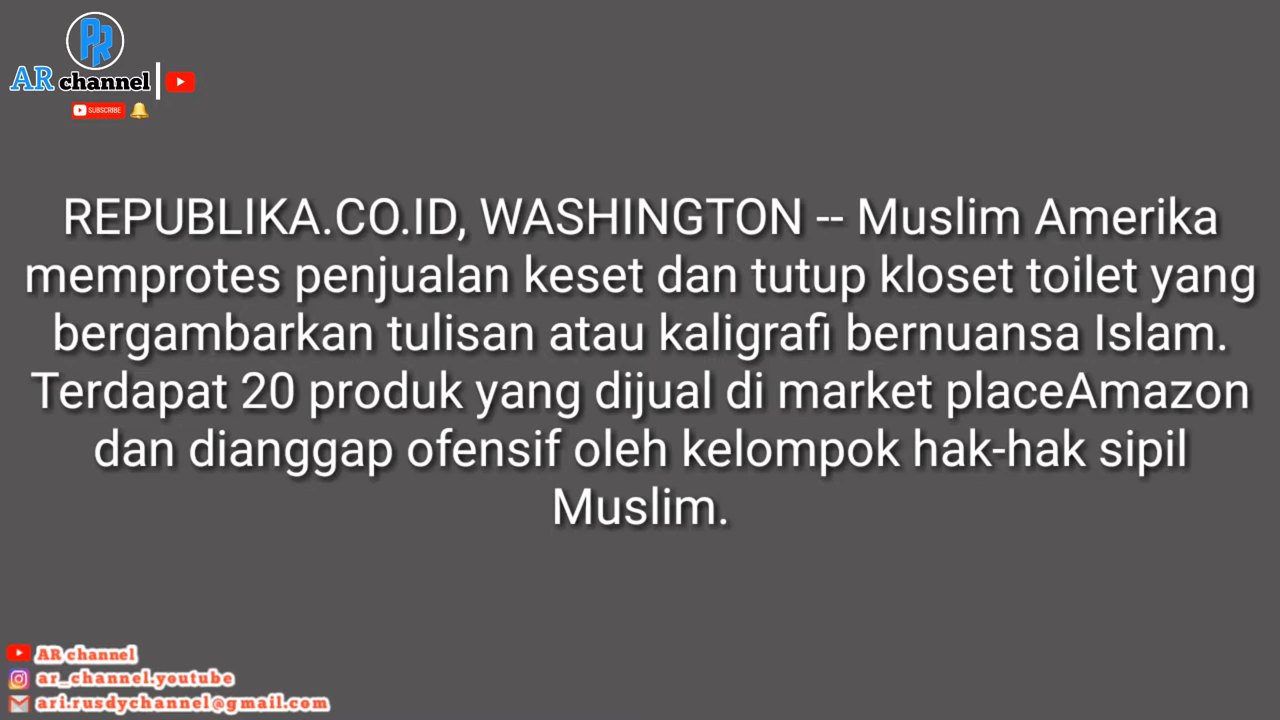 PR
AR channel
SUBSCRIBE
REPUBLIKA.CO.ID, WASHINGTON -- Muslim Amerika
memprotes penjualan keset dan tutup kloset toilet yang
bergambarkan tulisan atau kaligrafi bernuansa Islam.
Terdapat 20 produk yang dijual di market placeAmazon
dan dianggap ofensif oleh kelompok hak-hak sipil
Muslim.
AR channel
ar_channel.youtube
ari.rusdychannel@gmail.com